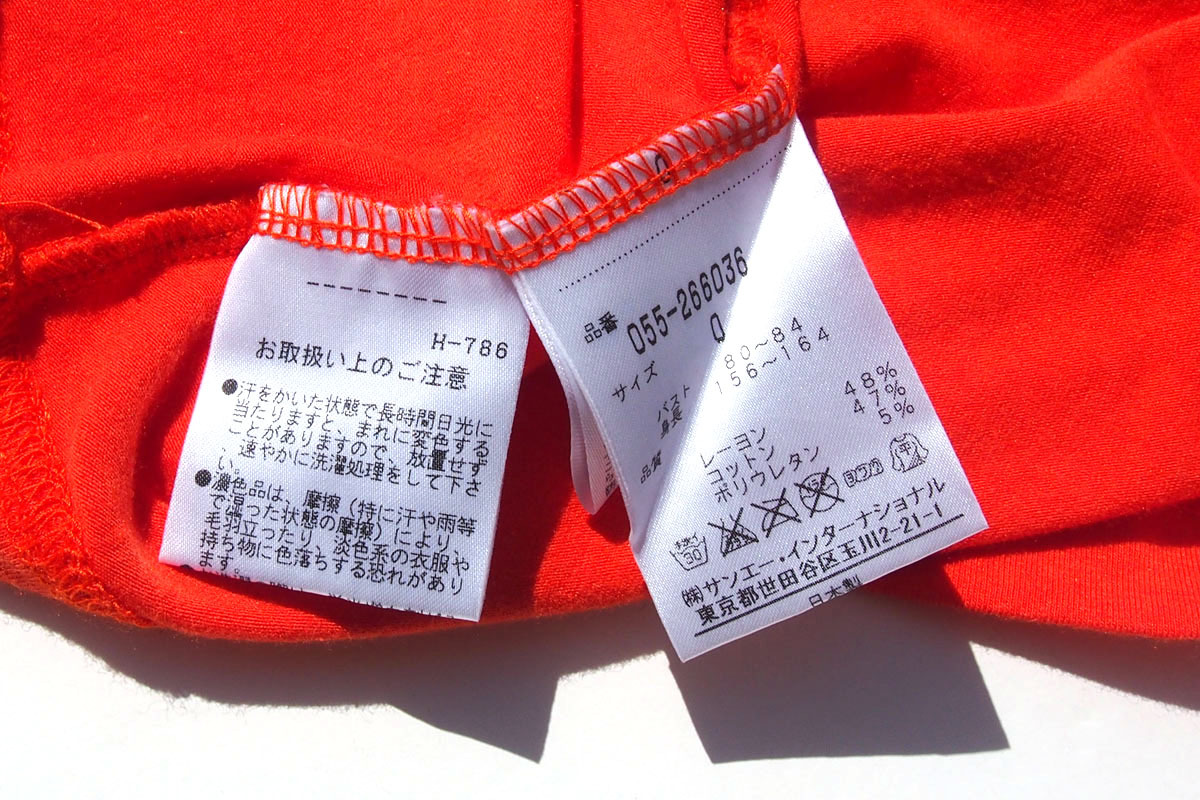 H-786
お取扱い上のご注意
●汗をかいた状態で長時間日光に
当たりますと、まれに変色する
ことがありますので、放置せず
速やかに洗濯処理をして下さ
い。
●濃色品は、摩擦（特に汗や雨等
で湿った状態の摩擦）により
毛羽立ったり、淡色系の衣服や
持ち物に色落ちする恐れがあり
ます。
品番 055-266036
サイズ 0
バスト 80～84
身長 156～164
品質
レーヨン 48%
コットン 47%
ポリウレタン 5%
手洗イ 30 ヨワク
㈱サンエー・インターナショナル
東京都世田谷区玉川2-21-1
日本製